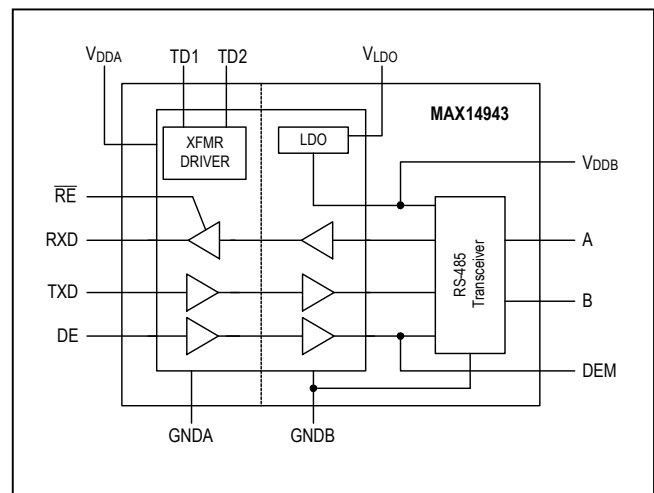 VDDA TD1 TD2 VLDO
MAX14943
XFMR
DRIVER
LDO
VDDB
RE
RXD
A
RS-485
Transceiver
TXD
B
DE
DEM
GNDA GNDB